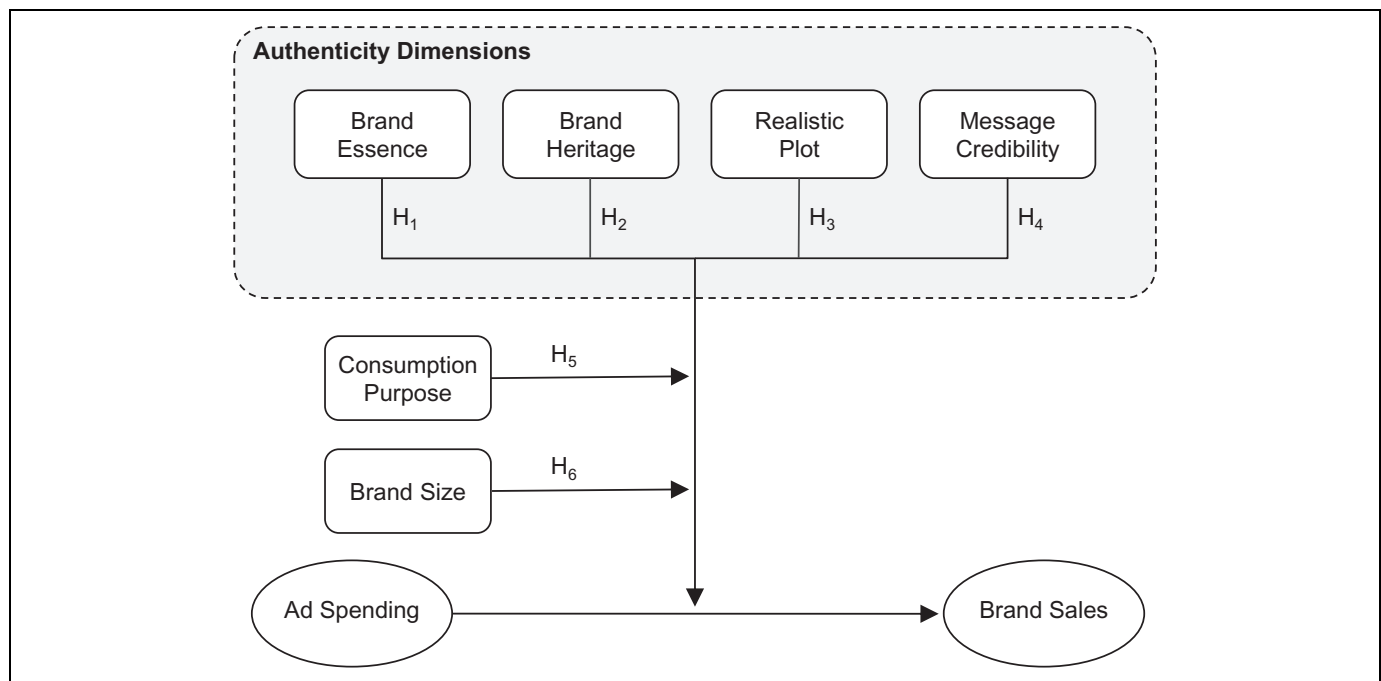 Authenticity Dimensions
Brand
Essence
Brand
Heritage
Realistic
Plot
Message
Credibility
H1
H2
H3
H4
Consumption
Purpose
H5
Brand Size
H6
Ad Spending
Brand Sales